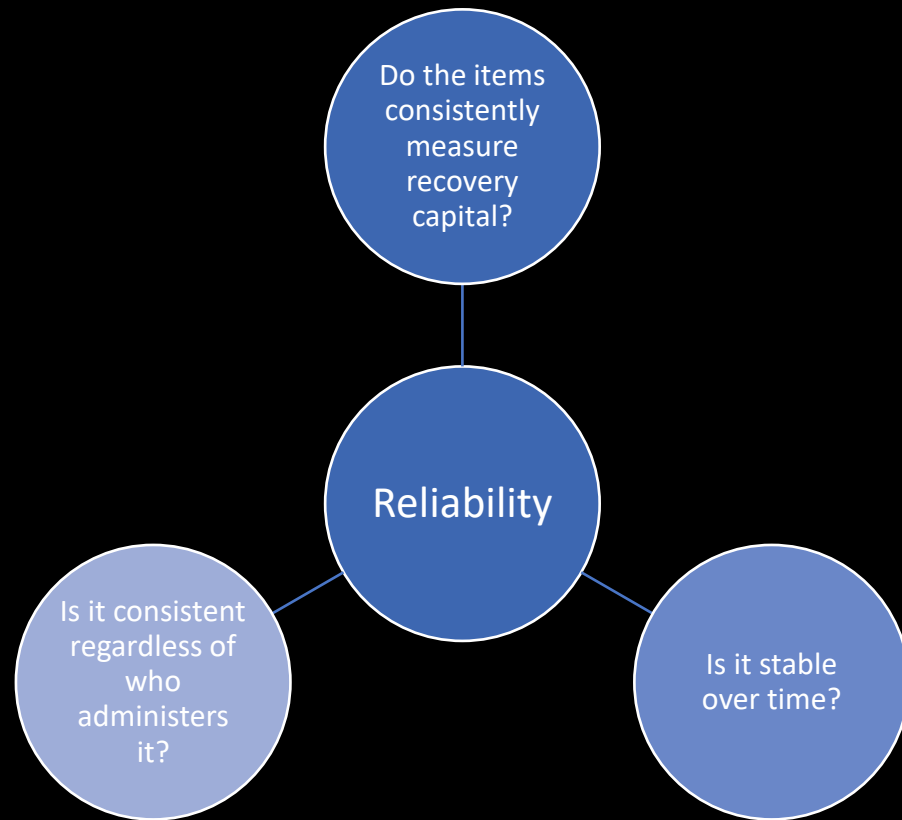 Do the items
consistently
measure
recovery
capital?
Reliability
Is it consistent
regardless of
who
administers
it?
Is it stable
over time?